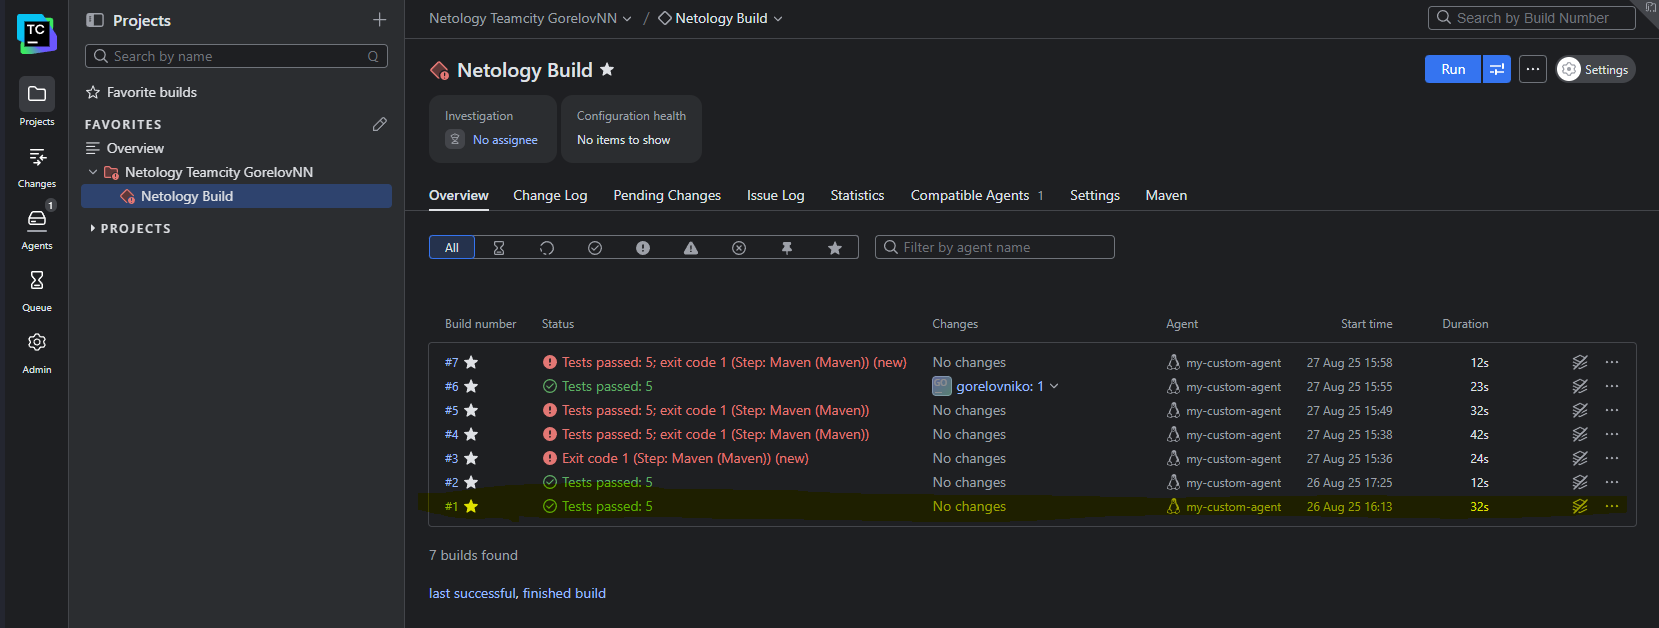 TC
Projects
Changes
1
Agents
Queue
Admin
Projects
Search by name
Q
Favorite builds
FAVORITES
Overview
Netology Teamcity GorelovNN
Netology Build
PROJECTS
Netology Teamcity GorelovNN / Netology Build
Search by Build Number
Netology Build
Run
Settings
Investigation
No assignee
Configuration health
No items to show
Overview Change Log Pending Changes Issue Log Statistics Compatible Agents 1 Settings Maven
All
Filter by agent name
Build number Status Changes Agent Start time Duration
#7 Tests passed: 5; exit code 1 (Step: Maven (Maven)) (new) No changes my-custom-agent 27 Aug 25 15:58 12s
#6 Tests passed: 5 GO gorelovniko: 1 my-custom-agent 27 Aug 25 15:55 23s
#5 Tests passed: 5; exit code 1 (Step: Maven (Maven)) No changes my-custom-agent 27 Aug 25 15:49 32s
#4 Tests passed: 5; exit code 1 (Step: Maven (Maven)) No changes my-custom-agent 27 Aug 25 15:38 42s
#3 Exit code 1 (Step: Maven (Maven)) (new) No changes my-custom-agent 27 Aug 25 15:36 24s
#2 Tests passed: 5 No changes my-custom-agent 26 Aug 25 17:25 12s
#1 Tests passed: 5 No changes my-custom-agent 26 Aug 25 16:13 32s
7 builds found
last successful, finished build